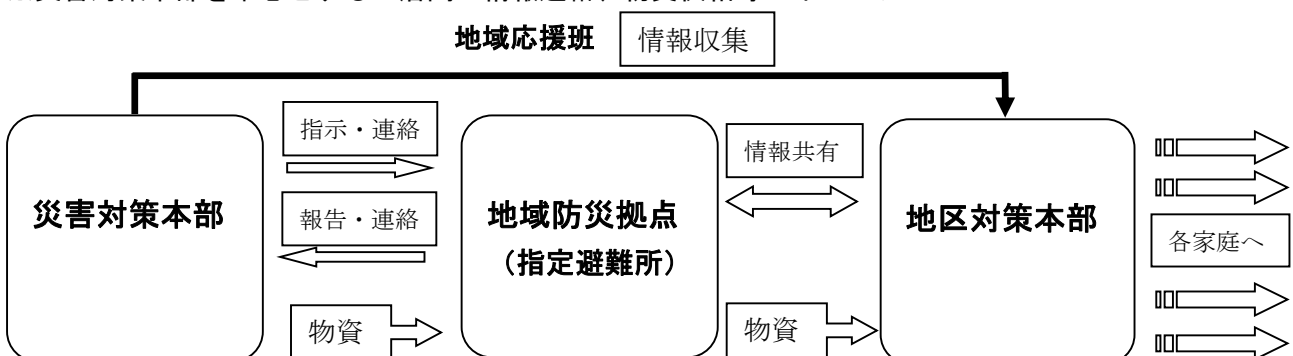 地域応援班 情報収集
指示・連絡
災害対策本部
報告・連絡
物資
地域防災拠点
（指定避難所）
情報共有
物資
地区対策本部
各家庭へ